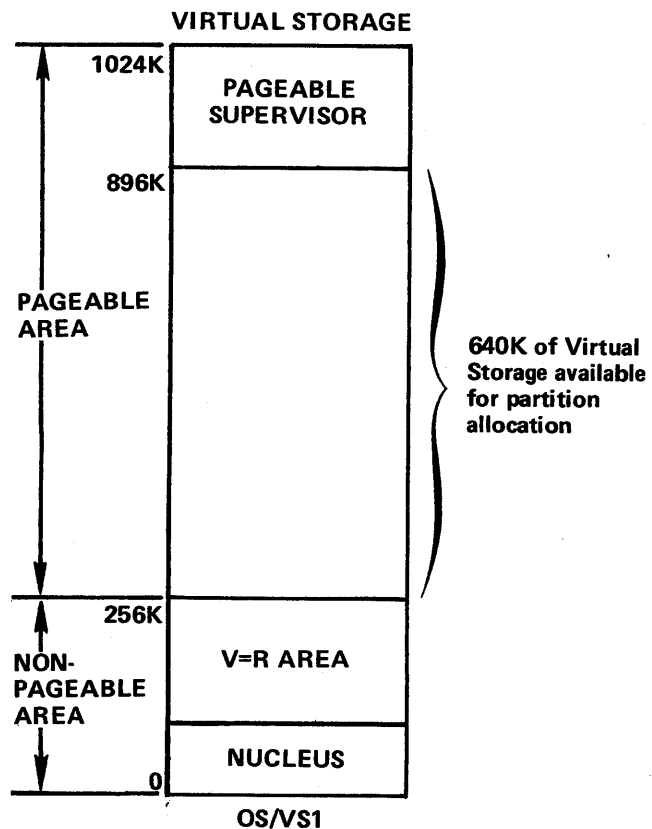 VIRTUAL STORAGE
1024K
PAGEABLE
SUPERVISOR
896K
PAGEABLE
AREA
640K of Virtual
Storage available
for partition
allocation
256K
V=R AREA
NON-
PAGEABLE
AREA
NUCLEUS
0
OS/VS1